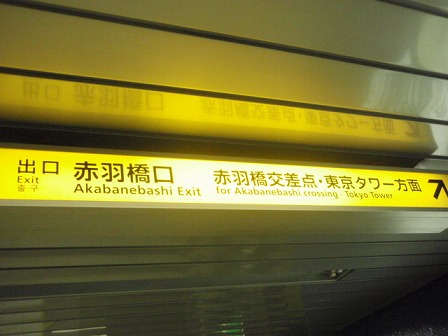 出口 赤羽橋口 赤羽橋交差点・東京タワー方面
Exit Akabanebashi Exit for Akabanebashi crossing・Tokyo Tower
출구